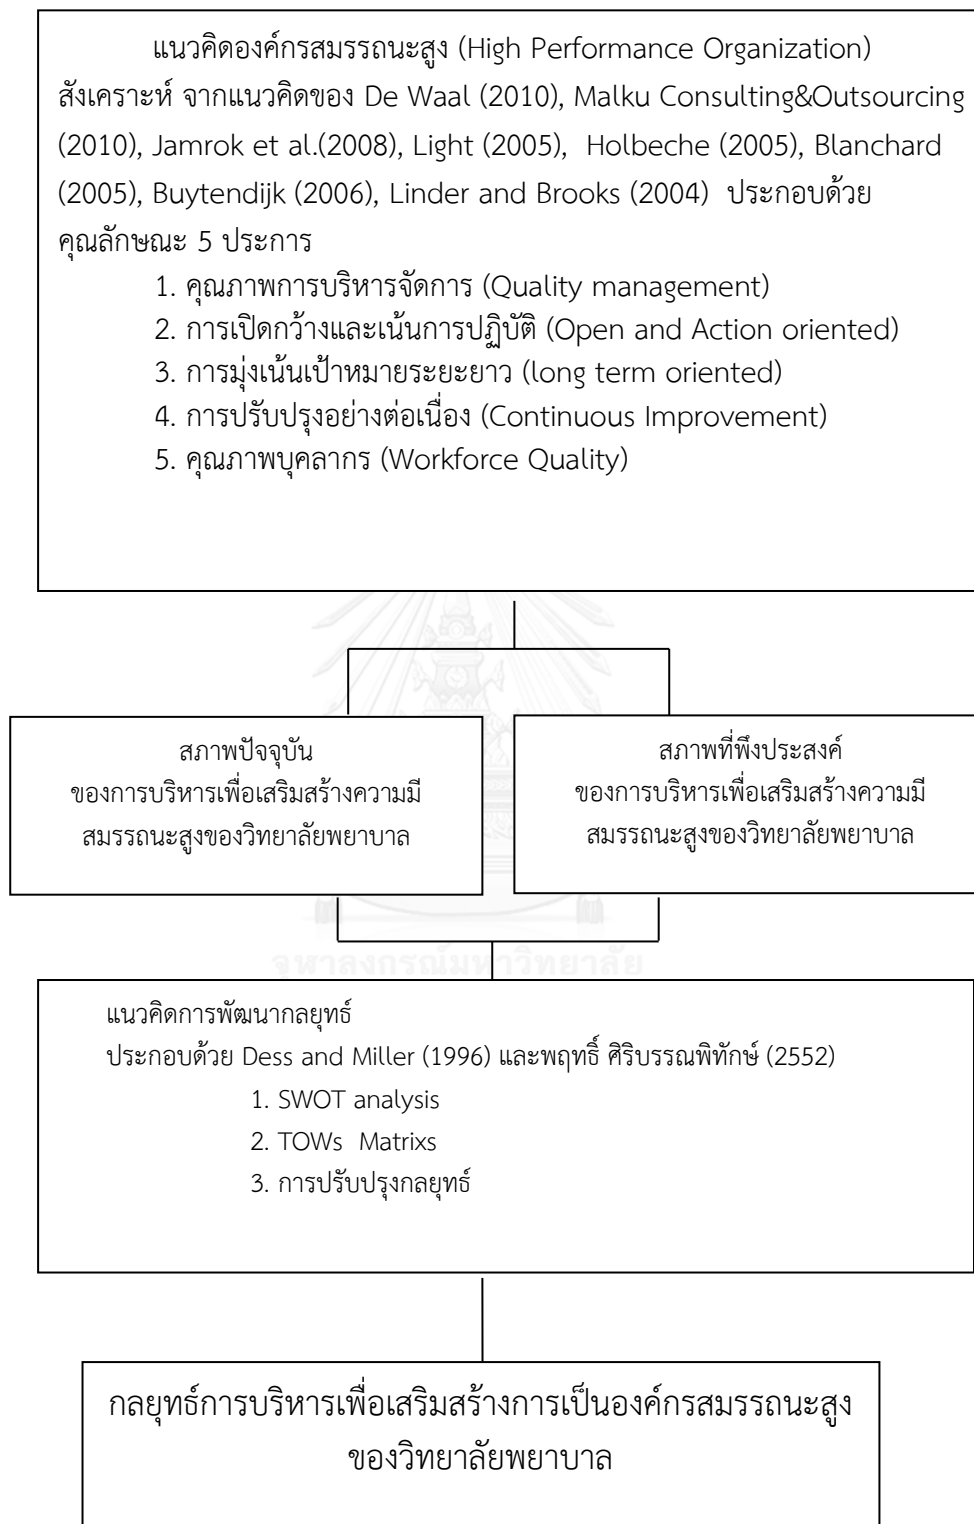 แนวคิดองค์กรสมรรถนะสูง (High Performance Organization)
สังเคราะห์ จากแนวคิดของ De Waal (2010), Malku Consulting&Outsourcing
(2010), Jamrok et al.(2008), Light (2005), Holbeche (2005), Blanchard
(2005), Buytendijk (2006), Linder and Brooks (2004) ประกอบด้วย
คุณลักษณะ 5 ประการ
1. คุณภาพการบริหารจัดการ (Quality management)
2. การเปิดกว้างและเน้นการปฏิบัติ (Open and Action oriented)
3. การมุ่งเน้นเป้าหมายระยะยาว (long term oriented)
4. การปรับปรุงอย่างต่อเนื่อง (Continuous Improvement)
5. คุณภาพบุคลากร (Workforce Quality)
สภาพปัจจุบัน
ของการบริหารเพื่อเสริมสร้างความมี
สมรรถนะสูงของวิทยาลัยพยาบาล
สภาพที่พึงประสงค์
ของการบริหารเพื่อเสริมสร้างความมี
สมรรถนะสูงของวิทยาลัยพยาบาล
จุฬาลงกรณ์มหาวิทยาลัย
แนวคิดการพัฒนากลยุทธ์
ประกอบด้วย Dess and Miller (1996) และพฤทธิ์ ศิริบรรณพิทักษ์ (2552)
1. SWOT analysis
2. TOWs Matrixs
3. การปรับปรุงกลยุทธ์
กลยุทธ์การบริหารเพื่อเสริมสร้างการเป็นองค์กรสมรรถนะสูง
ของวิทยาลัยพยาบาล